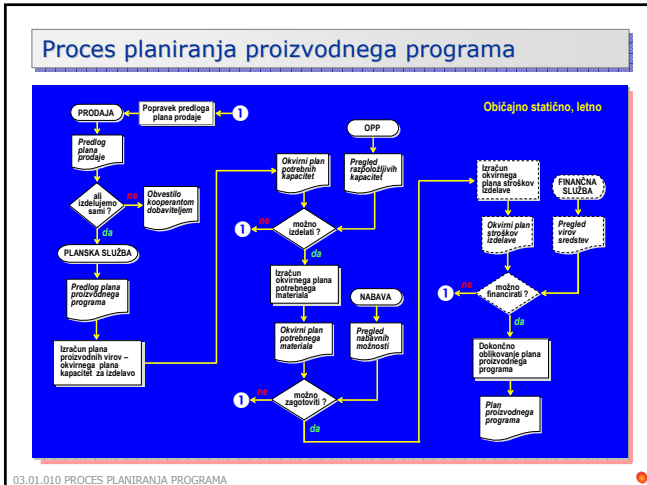 Proces planiranja proizvodnega programa
Običajno statično, letno
PRODAJA
Popravek predloga
plana prodaje
1
Predlog
plana
prodaje
ali
izdelujemo
sami ?
ne
Obvestilo
kooperantom
dobaviteljem
da
PLANSKA SLUŽBA
Predlog plana
proizvodnega
programa
Izračun plana
proizvodnih virov –
okvirnega plana
kapacitet za izdelavo
OPP
Okvirni plan
potrebnih
kapacitet
Pregled
razpoložljivih
kapacitet
1
ne
možno
izdelati ?
da
Izračun
okvirnega plana
potrebnega
materiala
NABAVA
Okvirni plan
potrebnega
materiala
Pregled
nabavnih
možnosti
1
ne
možno
zagotoviti ?
da
Izračun
okvirnega
plana stroškov
izdelave
FINANČNA
SLUŽBA
Okvirni plan
stroškov
izdelave
Pregled
virov
sredstev
1
ne
možno
financirati ?
da
Dokončno
oblikovanje plana
proizvodnega
programa
Plan
proizvodnega
programa
03.01.010 PROCES PLANIRANJA PROGRAMA